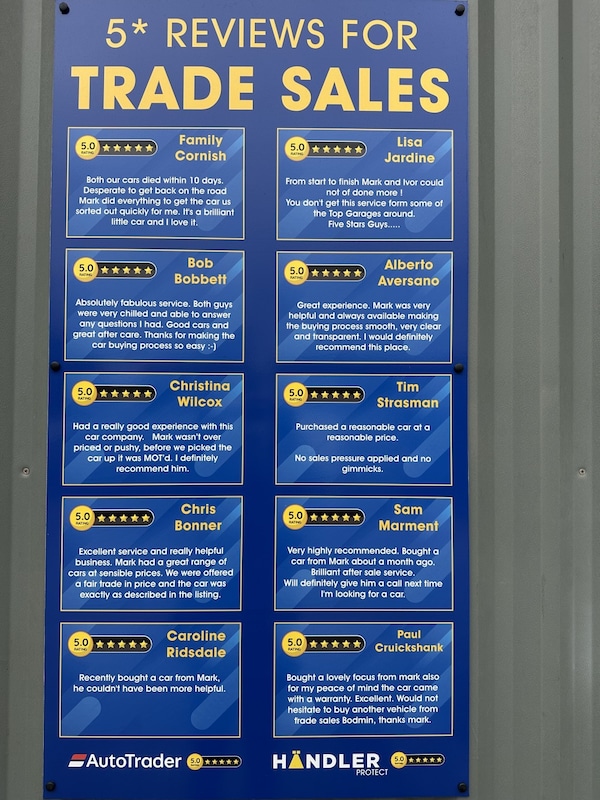 5* REVIEWS FOR
TRADE SALES
5.0
RATING
Family
Cornish
Both our cars died within 10 days.
Desperate to get back on the road
Mark did everything to get the car us
sorted out quickly for me. It's a brilliant
little car and I love it.
5.0
RATING
Lisa
Jardine
From start to finish Mark and Ivor could
not of done more !
You don't get this service form some of
the Top Garages around.
Five Stars Guys.....
5.0
RATING
Bob
Bobbett
Absolutely fabulous service. Both guys
were very chilled and able to answer
any questions I had. Good cars and
great after care. Thanks for making the
car buying process so easy :-)
5.0
RATING
Alberto
Aversano
Great experience. Mark was very
helpful and always available making
the buying process smooth, very clear
and transparent. I would definitely
recommend this place.
5.0
RATING
Christina
Wilcox
Had a really good experience with this
car company. Mark wasn't over
priced or pushy, before we picked the
car up it was MOT'd. I definitely
recommend him.
5.0
RATING
Tim
Strasman
Purchased a reasonable car at a
reasonable price.
No sales pressure applied and no
gimmicks.
5.0
RATING
Chris
Bonner
Excellent service and really helpful
business. Mark had a great range of
cars at sensible prices. We were offered
a fair trade in price and the car was
exactly as described in the listing.
5.0
RATING
Sam
Marment
Very highly recommended. Bought a
car from Mark about a month ago.
Brilliant after sale service.
Will definitely give him a call next time
I'm looking for a car.
5.0
RATING
Caroline
Ridsdale
Recently bought a car from Mark,
he couldn't have been more helpful.
5.0
RATING
Paul
Cruickshank
Bought a lovely focus from mark also
for my peace of mind the car came
with a warranty. Excellent. Would not
hesitate to buy another vehicle from
trade sales Bodmin, thanks mark.
AutoTrader
5.0
RATING
HÄNDLER
PROTECT
5.0
RATING